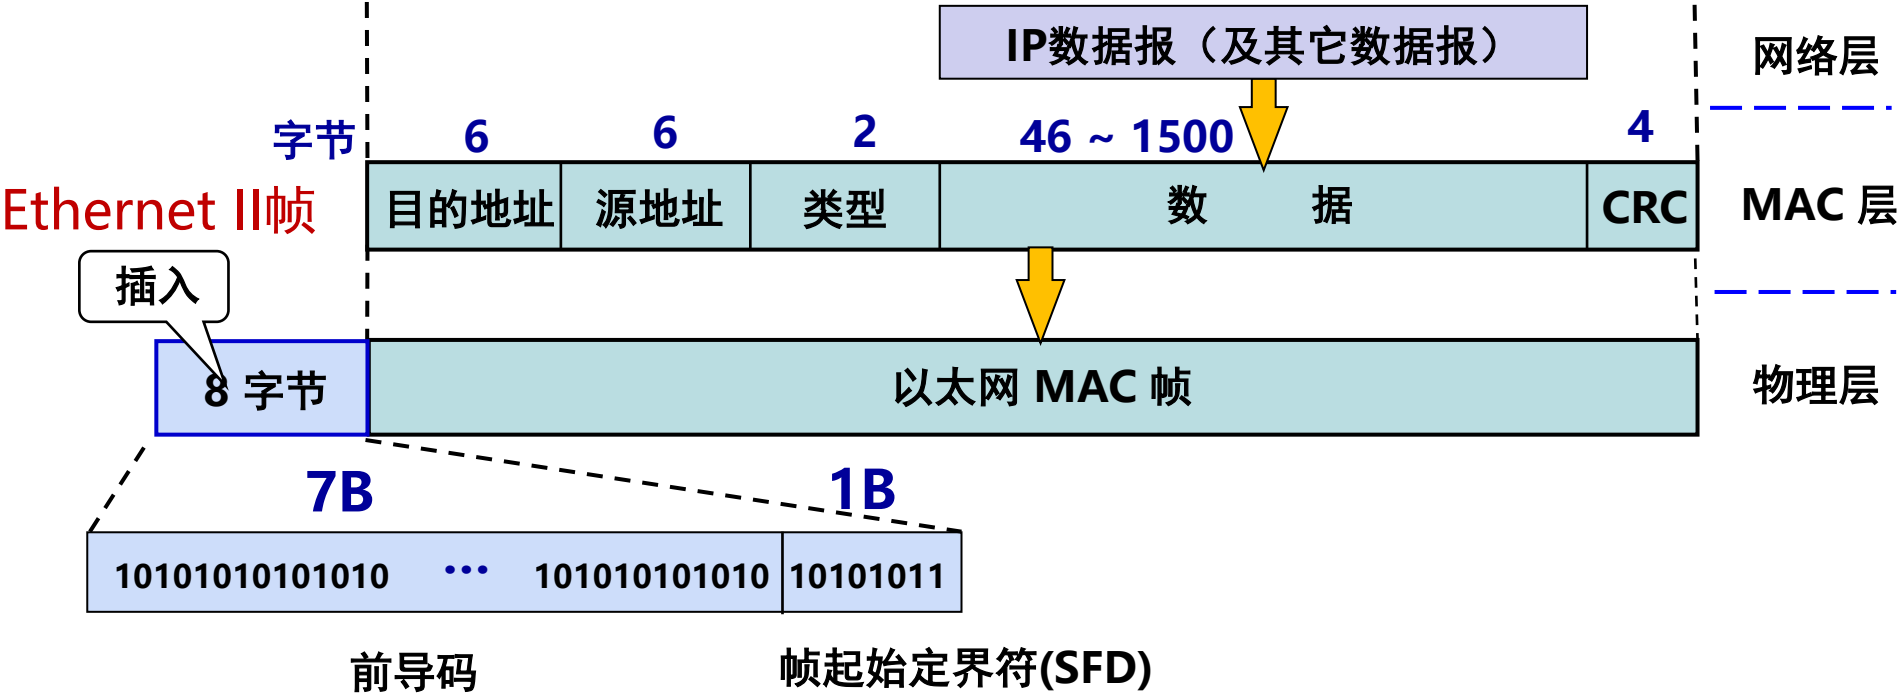 IP数据报（及其它数据报）
网络层
字节 6 6 2 46 ~ 1500 4
Ethernet II帧 目的地址 源地址 类型 数 据 CRC MAC 层
插入
8 字节 以太网 MAC 帧 物理层
7B 1B
10101010101010 ··· 101010101010 10101011
前导码 帧起始定界符(SFD)